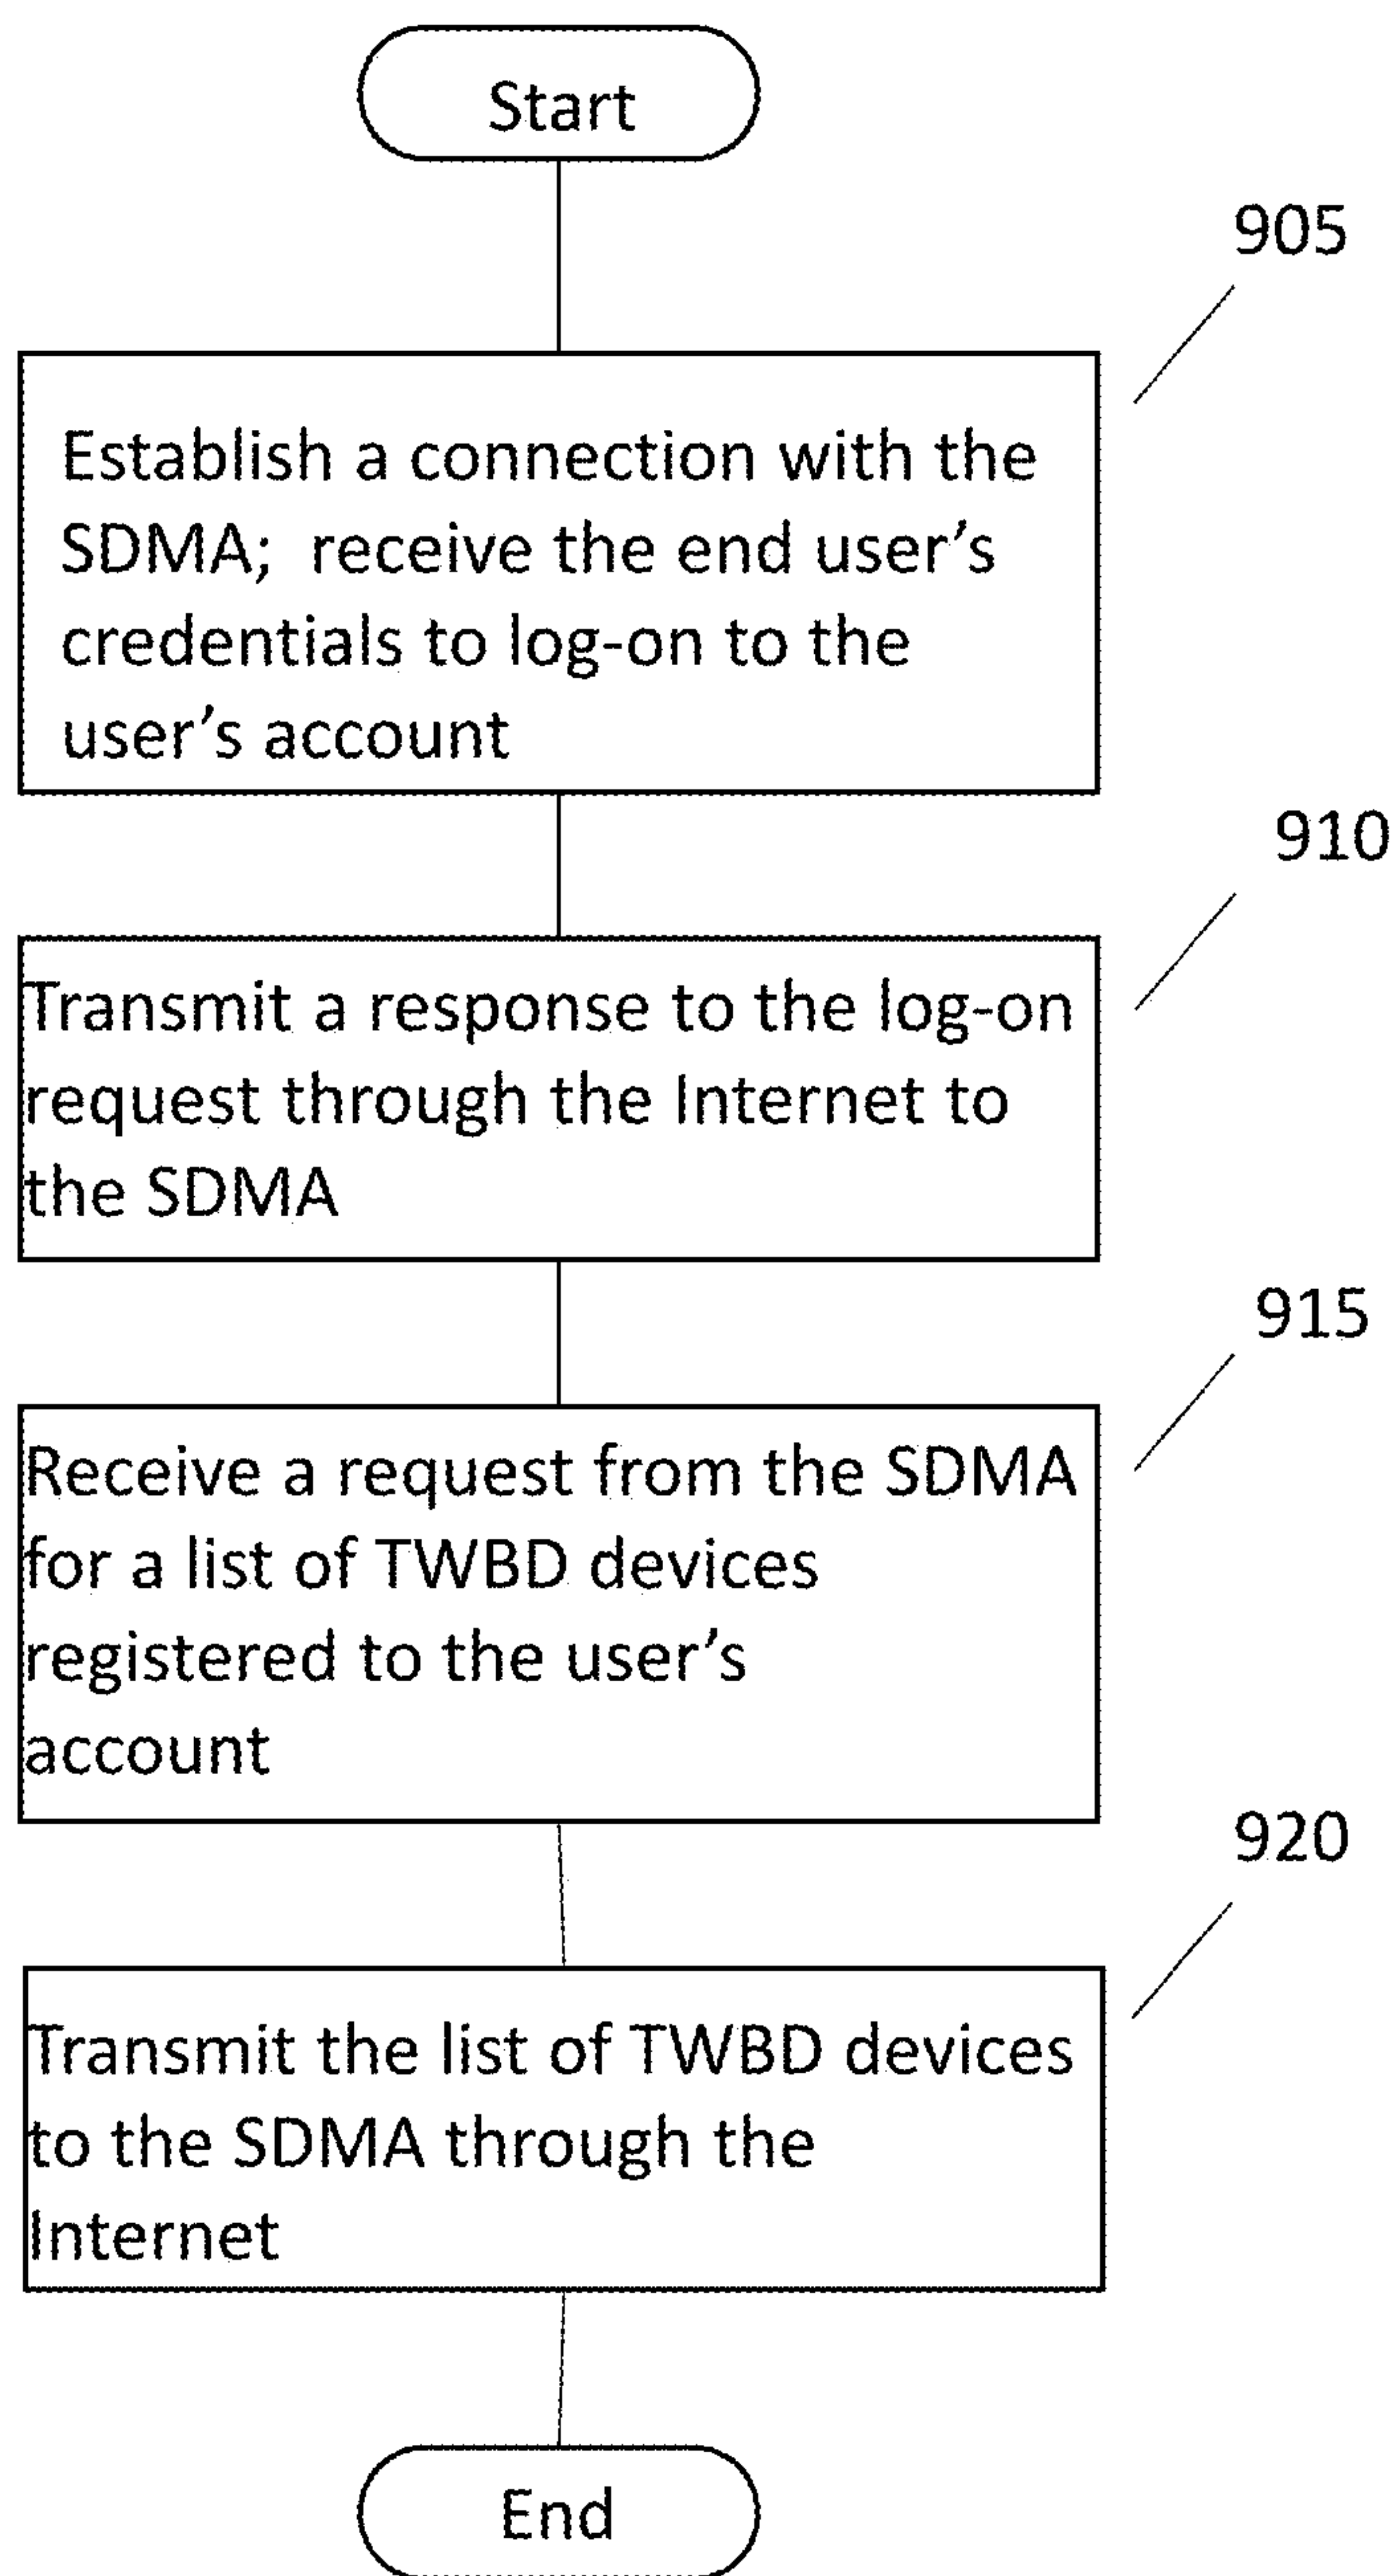 Start
905
Establish a connection with the
SDMA;  receive the end user’s
credentials to log-on to the
user’s account
910
Transmit a response to the log-on
request through the Internet to
the SDMA
915
Receive a request from the SDMA
for a list of TWBD devices
registered to the user’s
account
920
Transmit the list of TWBD devices
to the SDMA through the
Internet
End